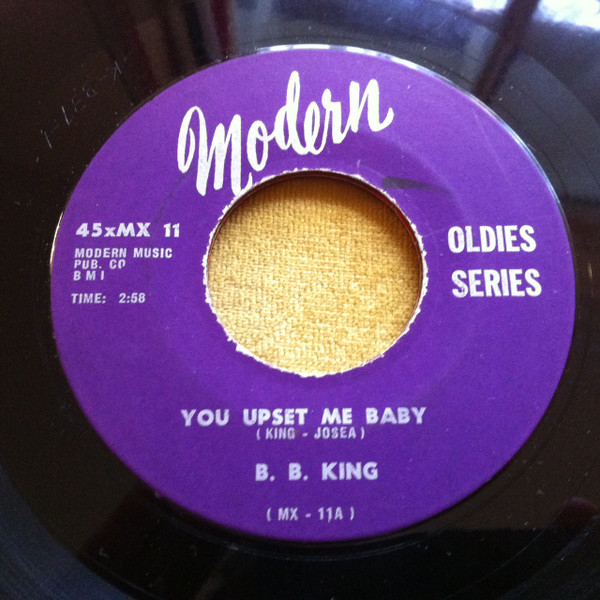 Modern
45xMX 11
MODERN MUSIC
PUB. CO
B M I
TIME: 2:58
OLDIES
SERIES
YOU UPSET ME BABY
( KING - JOSEA )
B. B. KING
( MX - 11A )